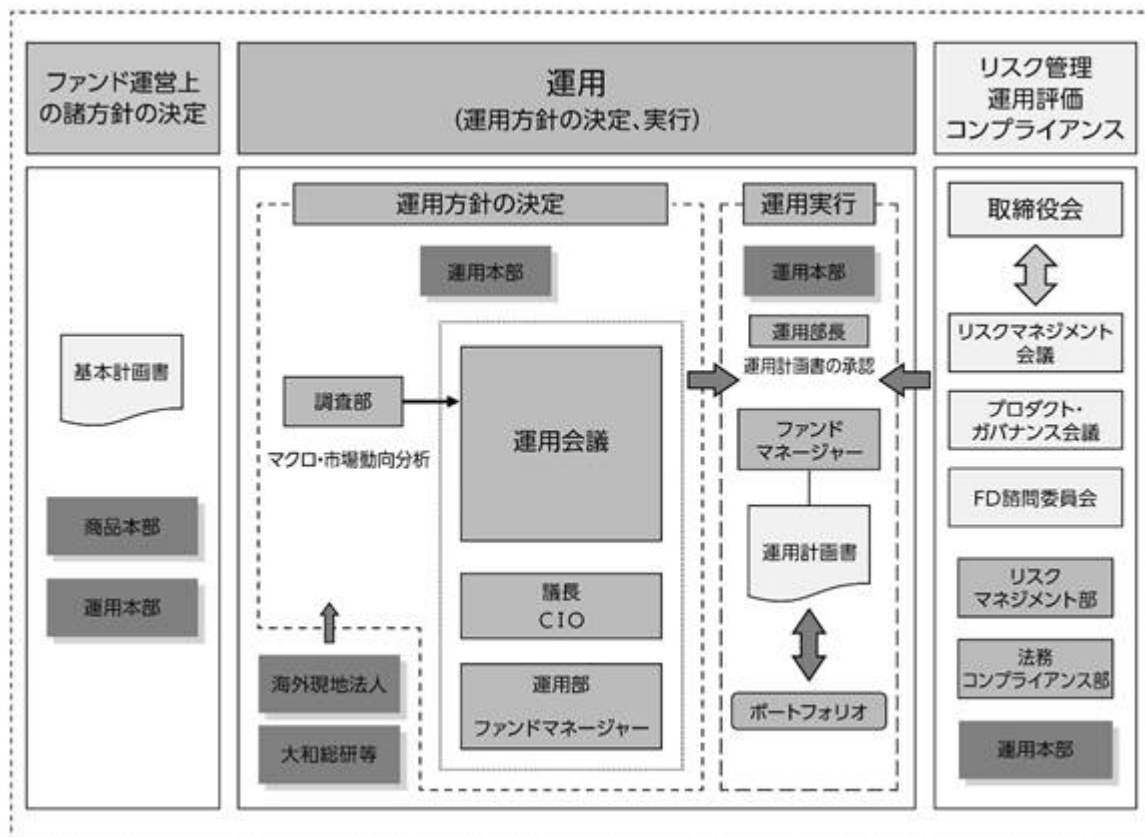 ファンド運営上
の諸方針の決定
基本計画書
商品本部
運用本部
運用
(運用方針の決定、実行)
運用方針の決定
運用本部
調査部
マクロ・市場動向分析
運用会議
議長
CIO
運用部
ファンドマネージャー
海外現地法人
大和総研等
運用実行
運用本部
運用部長
運用計画書の承認
ファンド
マネージャー
運用計画書
ポートフォリオ
リスク管理
運用評価
コンプライアンス
取締役会
リスクマネジメント
会議
プロダクト・
ガバナンス会議
FD諮問委員会
リスク
マネジメント部
法務
コンプライアンス部
運用本部